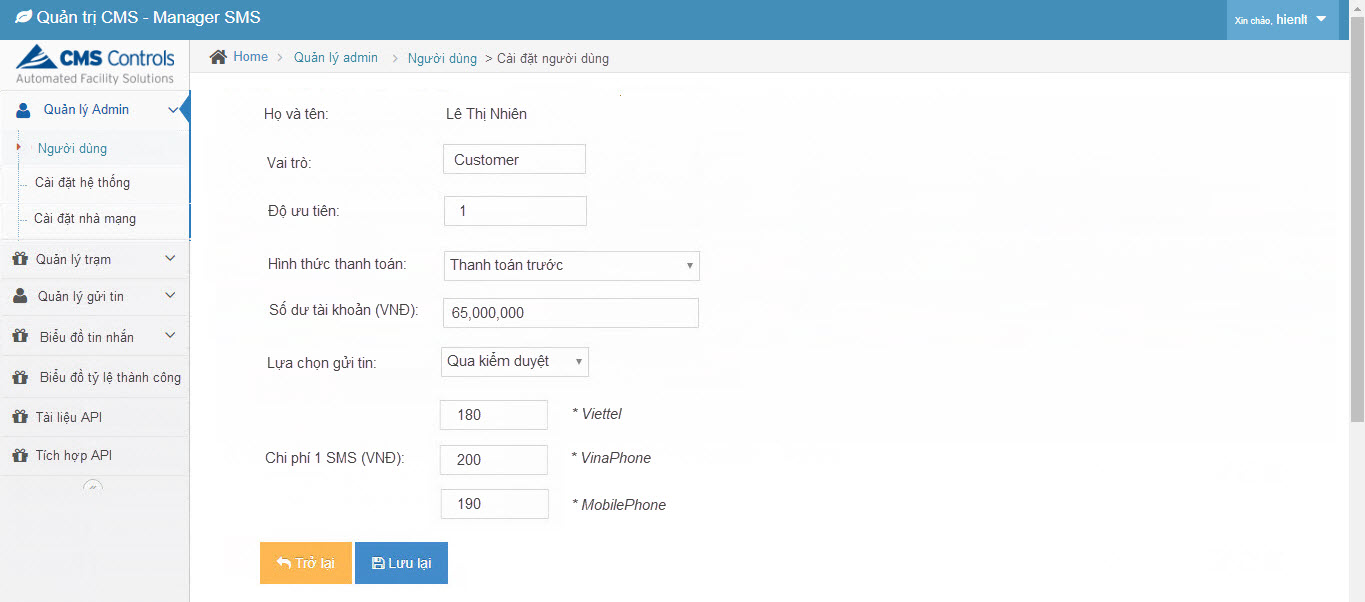 Quản trị CMS - Manager SMS
Xin chào, hienlt
CMS Controls
Automated Facility Solutions
Home > Quản lý admin > Người dùng > Cài đặt người dùng
Quản lý Admin
Người dùng
Cài đặt hệ thống
Cài đặt nhà mạng
Quản lý trạm
Quản lý gửi tin
Biểu đồ tin nhắn
Biểu đồ tỷ lệ thành công
Tài liệu API
Tích hợp API
Họ và tên: Lê Thị Nhiên
Vai trò: Customer
Độ ưu tiên: 1
Hình thức thanh toán: Thanh toán trước
Số dư tài khoản (VNĐ): 65,000,000
Lựa chọn gửi tin: Qua kiểm duyệt
180 * Viettel
Chi phí 1 SMS (VNĐ): 200 * VinaPhone
190 * MobilePhone
Trở lại Lưu lại